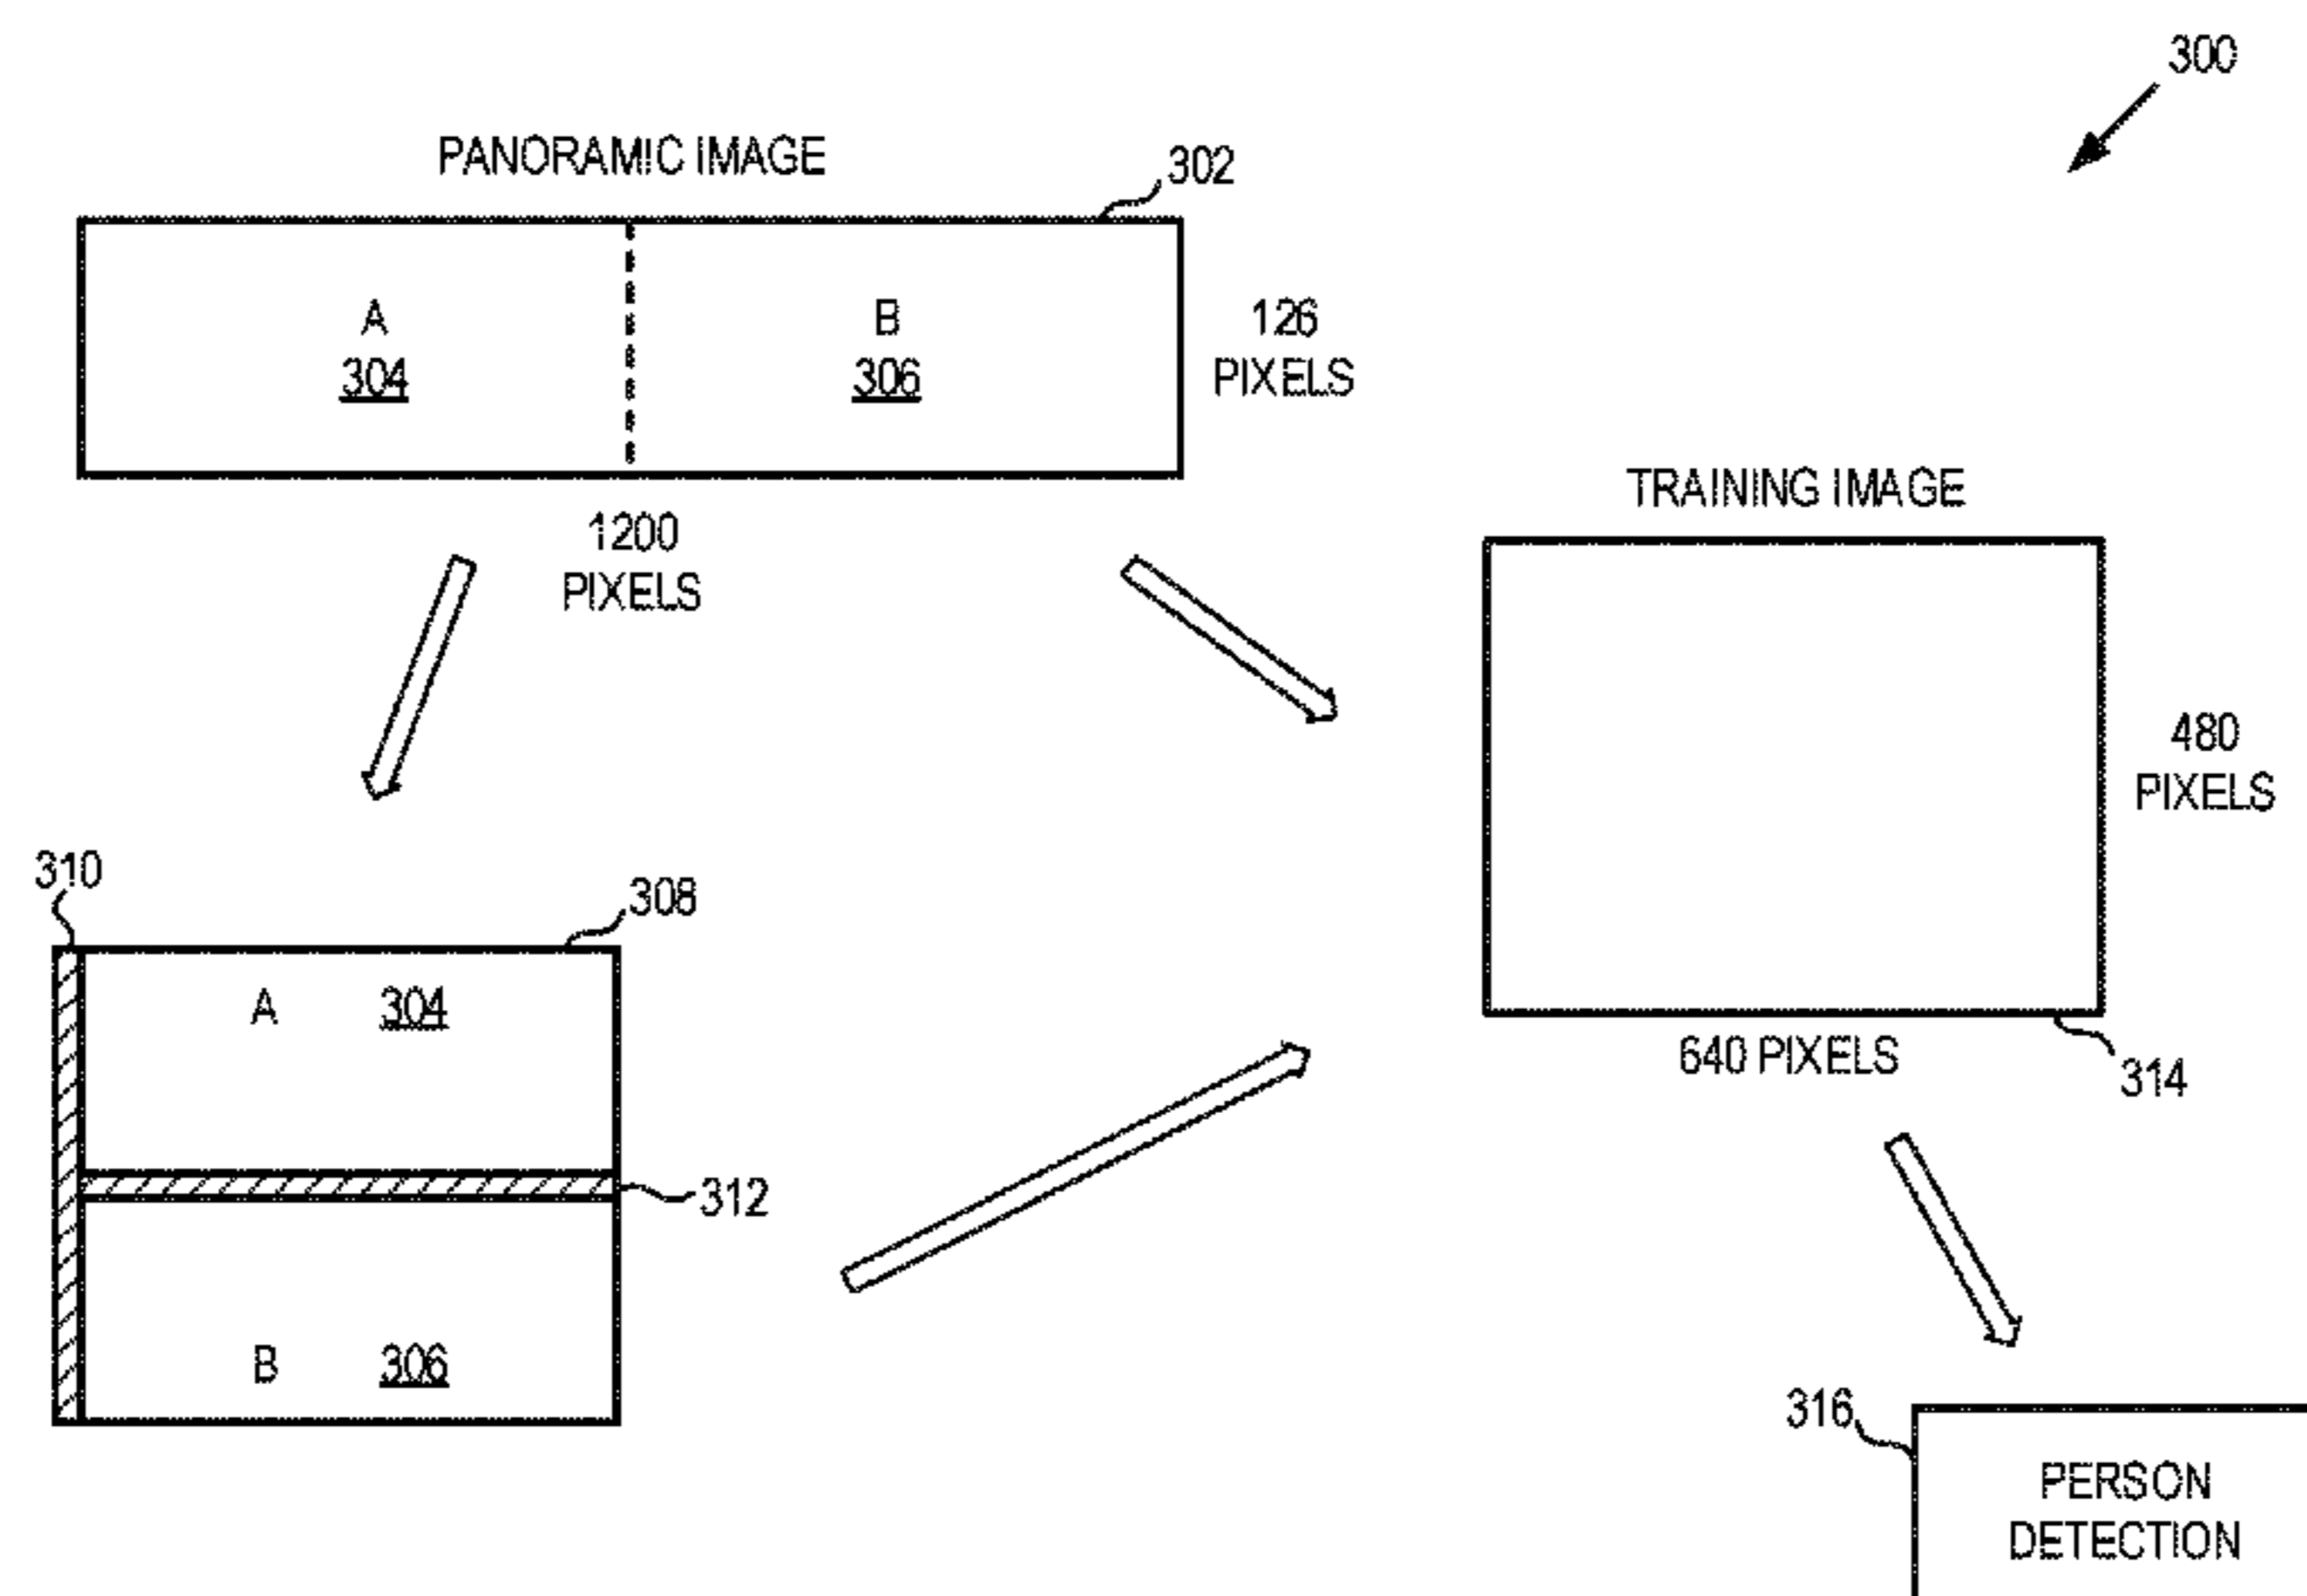 300
PANORAMIC IMAGE
302
A
304
B
306
126
PIXELS
1200
PIXELS
TRAINING IMAGE
480
PIXELS
640 PIXELS
314
310
308
A 304
312
B 306
316
PERSON
DETECTION